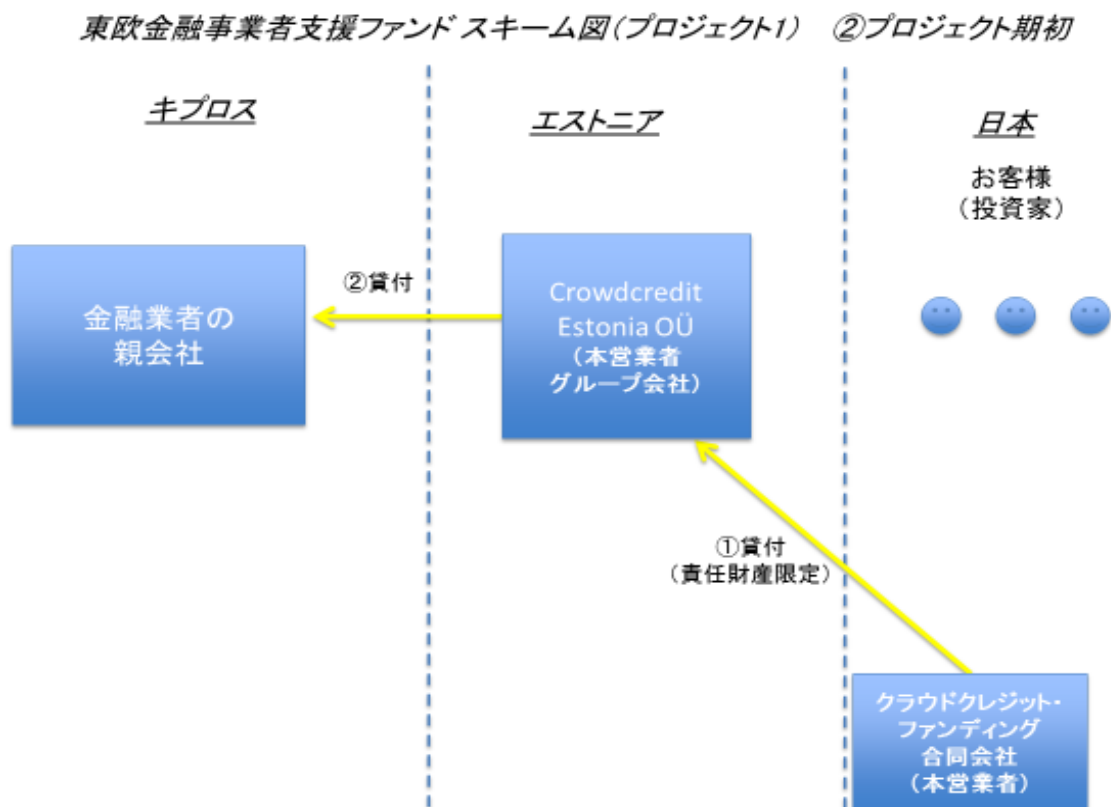 東欧金融事業者支援ファンド スキーム図(プロジェクト1) ②プロジェクト期初
キプロス
エストニア
日本
お客様
(投資家)
金融業者の
親会社
②貸付
Crowdcredit
Estonia OÜ
(本営業者
グループ会社)
①貸付
(責任財産限定)
クラウドクレジット・
ファンディング
合同会社
(本営業者)